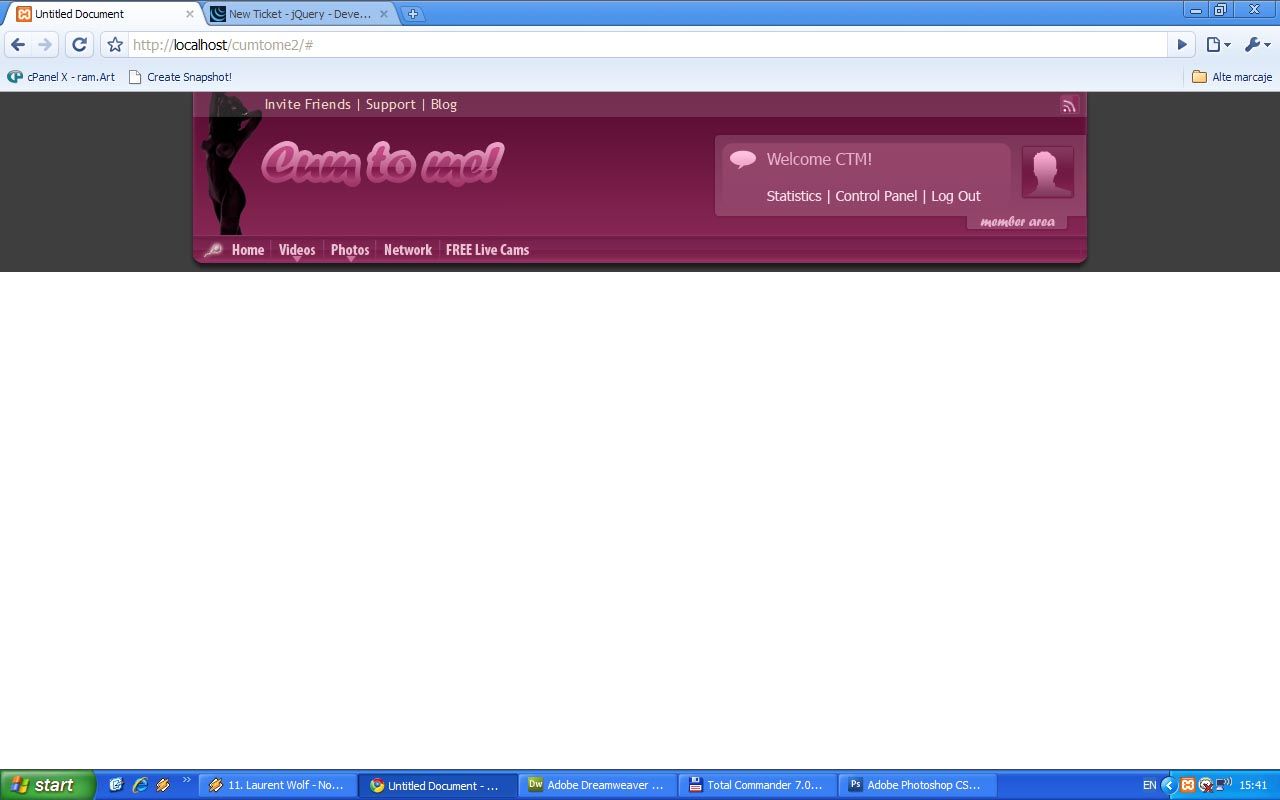 Untitled Document
New Ticket - jQuery - Deve...
http://localhost/cumtome2/#
cPanel X - ram.Art
Create Snapshot!
Alte marcaje
Invite Friends | Support | Blog
Cum to me!
Welcome CTM!
Statistics | Control Panel | Log Out
member area
Home
Videos
Photos
Network
FREE Live Cams
start
11. Laurent Wolf - No...
Untitled Document - ...
Dw
Adobe Dreamweaver ...
Total Commander 7.0...
Ps
Adobe Photoshop CS...
EN
15:41